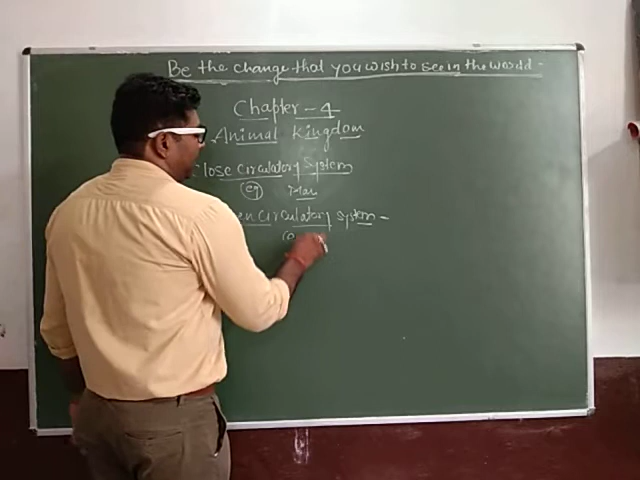 Be the change that you wish to see in the world -
Chapter - 4
Animal Kingdom
Close circulatory System
eg Man
en circulatory system -